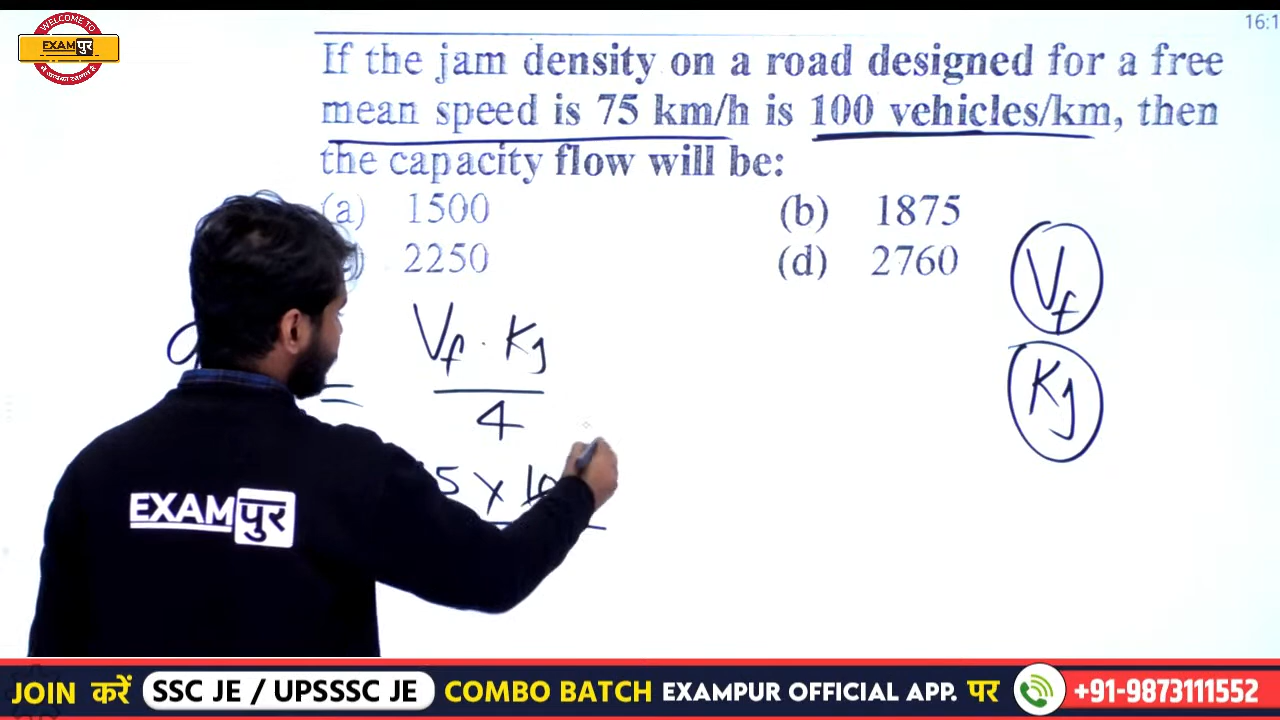 WELCOME TO
EXAMपुर
16:1
If the jam density on a road designed for a free
mean speed is 75 km/h is 100 vehicles/km, then
the capacity flow will be:
(a) 1500
(b) 1875
2250
(d) 2760
Vf
Kj
Vf · Kj
=
4
5 × 10
EXAMपुर
JOIN करें SSC JE / UPSSSC JE COMBO BATCH EXAMPUR OFFICIAL APP. पर +91-9873111552